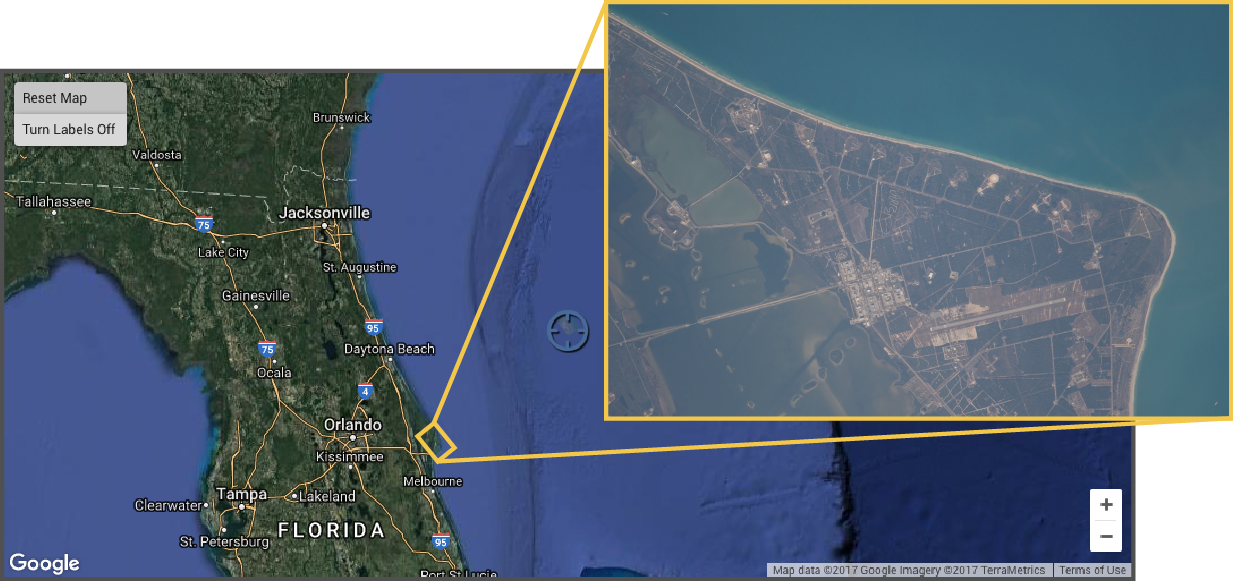 Reset Map
Turn Labels Off
Brunswick
Valdosta
Tallahassee
Jacksonville
75
Lake City
St. Augustine
Gainesville
95
75
Daytona Beach
Ocala
4
Orlando
Kissimmee
Melbourne
Tampa
Lakeland
Clearwater
FLORIDA
St. Petersburg
95
Port St Lucie
+
−
Google
Map data ©2017 Google Imagery ©2017 TerraMetrics
Terms of Use